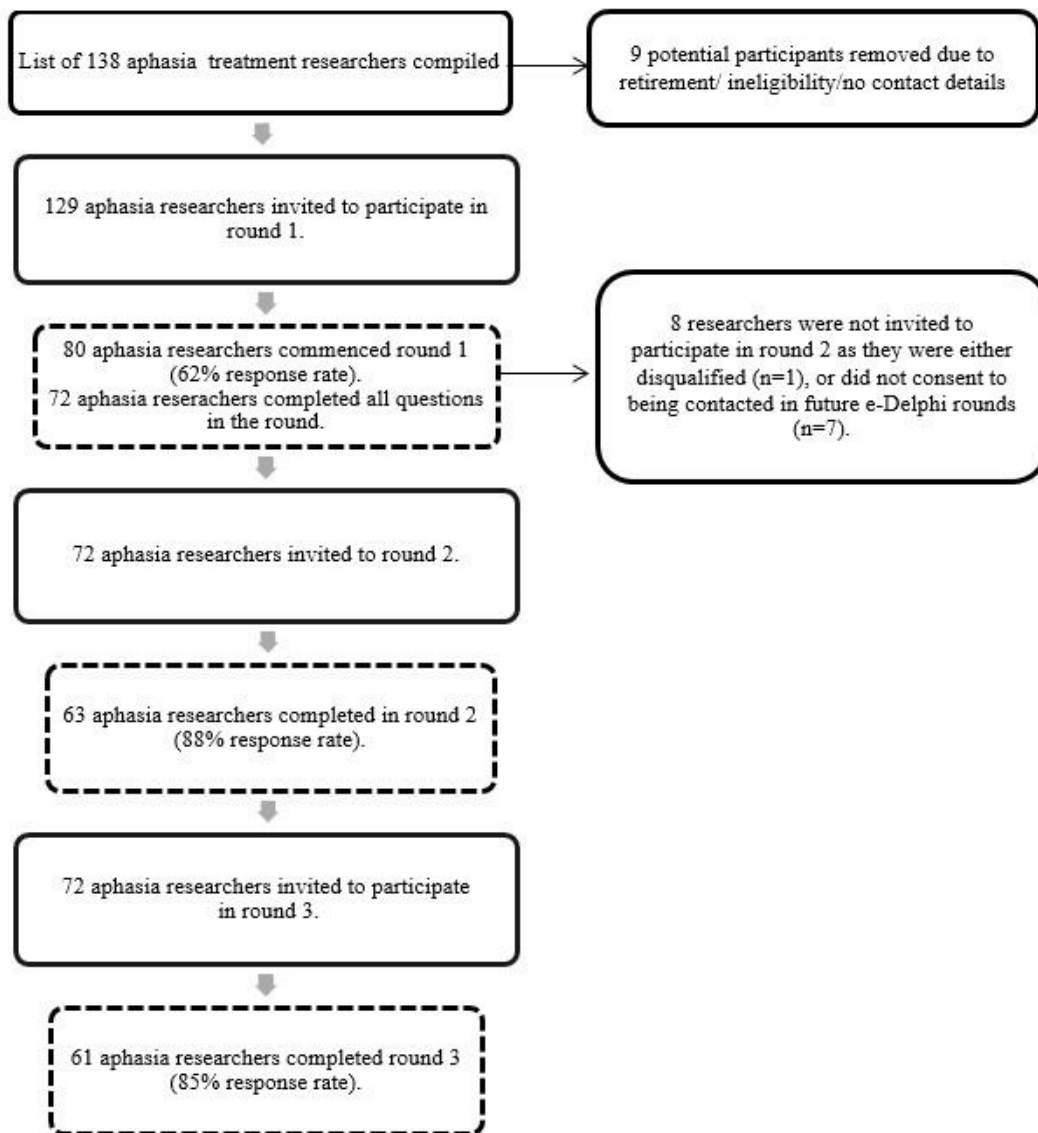 List of 138 aphasia  treatment researchers compiled
9 potential participants removed due to
retirement/ ineligibility/no contact details
129 aphasia researchers invited to participate in
round 1.
80 aphasia researchers commenced round 1
(62% response rate).
72 aphasia reserachers completed all questions
in the round.
8 researchers were not invited to
participate in round 2 as they were either
disqualified (n=1), or did not consent to
being contacted in future e-Delphi rounds
(n=7).
72 aphasia researchers invited to round 2.
63 aphasia researchers completed in round 2
(88% response rate).
72 aphasia researchers invited to participate
in round 3.
61 aphasia researchers completed round 3
(85% response rate).